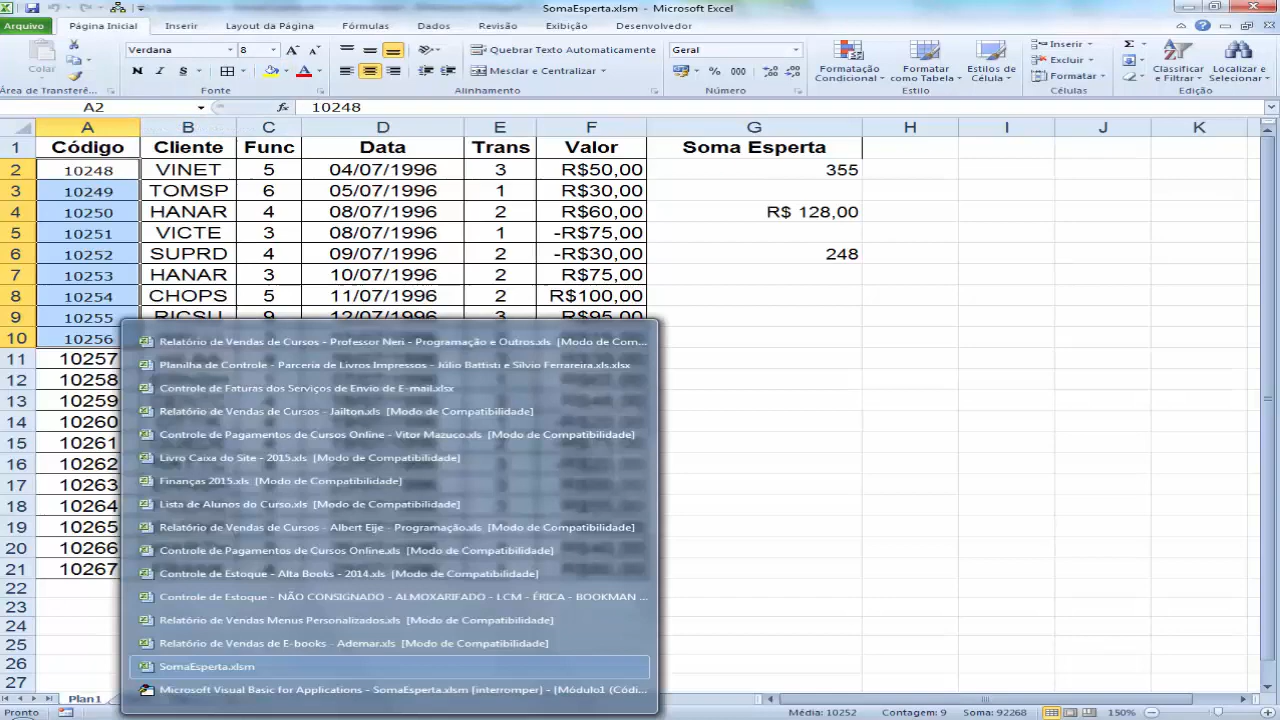 SomaEsperta.xlsm - Microsoft Excel
Arquivo Página Inicial Inserir Layout da Página Fórmulas Dados Revisão Exibição Desenvolvedor
Colar Verdana 8 Quebrar Texto Automaticamente Geral Formatação Condicional Formatar como Tabela Estilos de Célula Inserir Excluir Formatar Classificar e Filtrar Localizar e Selecionar
N I S Mesclar e Centralizar % 000
Área de Transferê... Fonte Alinhamento Número Estilo Células Edição
A2 fx 10248
A B C D E F G H I J K
1 Código Cliente Func Data Trans Valor Soma Esperta
2 10248 VINET 5 04/07/1996 3 R$50,00 355
3 10249 TOMSP 6 05/07/1996 1 R$30,00
4 10250 HANAR 4 08/07/1996 2 R$60,00 R$ 128,00
5 10251 VICTE 3 08/07/1996 1 -R$75,00
6 10252 SUPRD 4 09/07/1996 2 -R$30,00 248
7 10253 HANAR 3 10/07/1996 2 R$75,00
8 10254 CHOPS 5 11/07/1996 2 R$100,00
9 10255 RICSU 9 12/07/1996 3 R$95,00
10 10256
11 10257
12 10258
13 10259
14 10260
15 10261
16 10262
17 10263
18 10264
19 10265
20 10266
21 10267
22
23
24
25
26
27
Relatório de Vendas de Cursos - Professor Neri - Programação e Outros.xls [Modo de Com...
Planilha de Controle - Parceria de Livros Impressos - Júlio Battisti e Silvio Ferrareira.xls.xlsx
Controle de Faturas dos Serviços de Envio de E-mail.xlsx
Relatório de Vendas de Cursos - Jailton.xls [Modo de Compatibilidade]
Controle de Pagamentos de Cursos Online - Vitor Mazuco.xls [Modo de Compatibilidade]
Livro Caixa do Site - 2015.xls [Modo de Compatibilidade]
Finanças 2015.xls [Modo de Compatibilidade]
Lista de Alunos do Curso.xls [Modo de Compatibilidade]
Relatório de Vendas de Cursos - Albert Eije - Programação.xls [Modo de Compatibilidade]
Controle de Pagamentos de Cursos Online.xls [Modo de Compatibilidade]
Controle de Estoque - Alta Books - 2014.xls [Modo de Compatibilidade]
Controle de Estoque - NÃO CONSIGNADO - ALMOXARIFADO - LCM - ÉRICA - BOOKMAN ...
Relatório de Vendas Menus Personalizados.xls [Modo de Compatibilidade]
Relatório de Vendas de E-books - Ademar.xls [Modo de Compatibilidade]
SomaEsperta.xlsm
Microsoft Visual Basic for Applications - SomaEsperta.xlsm [interromper] - [Módulo1 (Códi...
Plan1
Pronto Média: 10252 Contagem: 9 Soma: 92268 150%